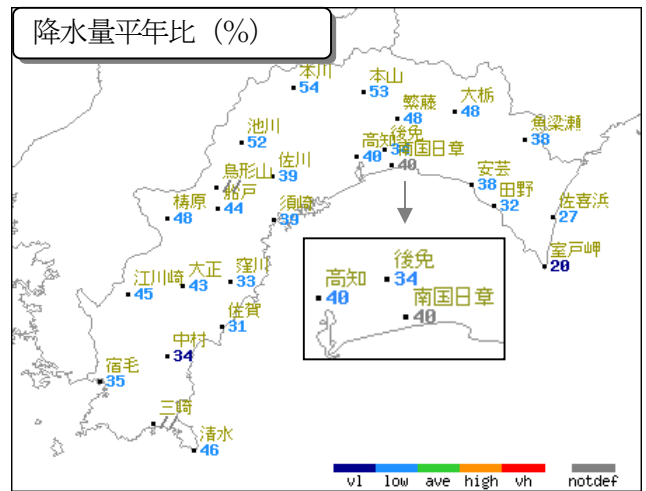 降水量平年比（%）
本川
54
本山
53
繁藤
48
大栃
48
魚梁瀬
38
池川
52
高知
40
後免
34
南国日章
40
佐川
39
安芸
38
田野
32
佐喜浜
27
鳥形山
//
船戸
44
梼原
48
須崎
39
室戸岬
20
江川崎
45
大正
43
窪川
33
佐賀
31
中村
34
宿毛
35
三崎
//
清水
46
高知
40
後免
34
南国日章
40
vl low ave high vh notdef